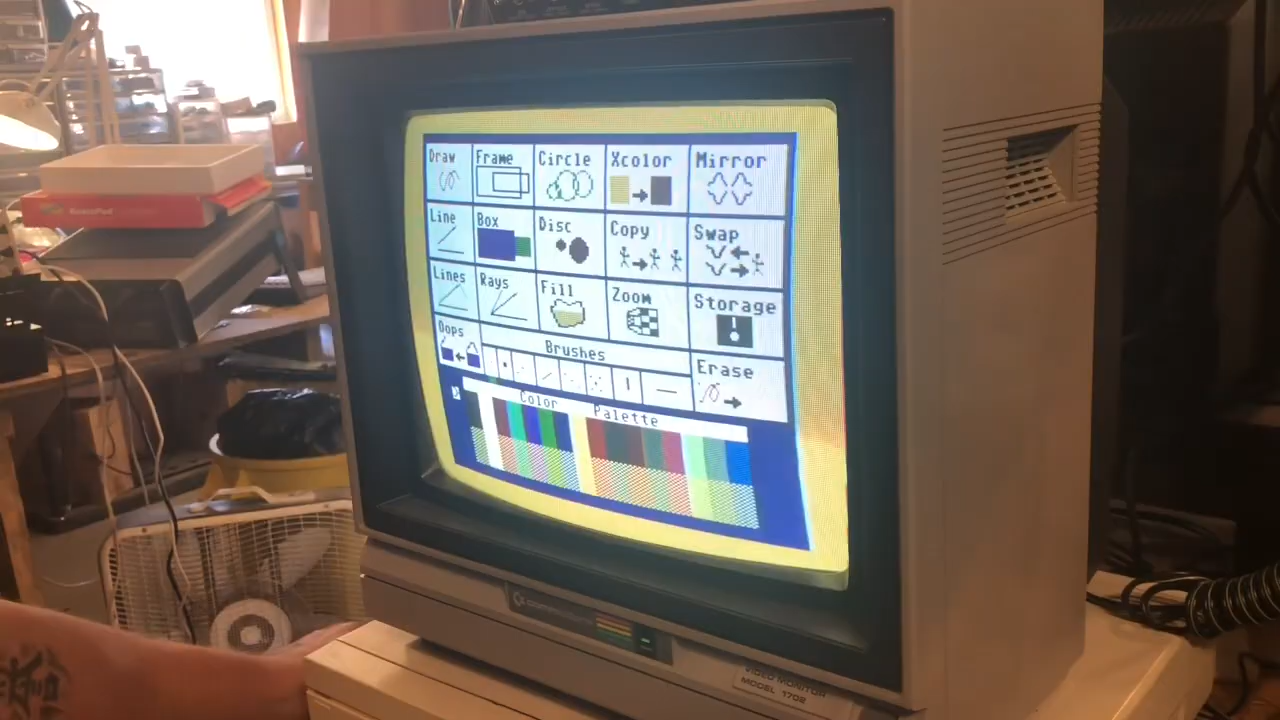 Draw Frame Circle Xcolor Mirror
Line Box Disc Copy Swap
Lines Rays Fill Zoom Storage
Oops Brushes Erase
Color Palette
VIDEO MONITOR
MODEL 1702